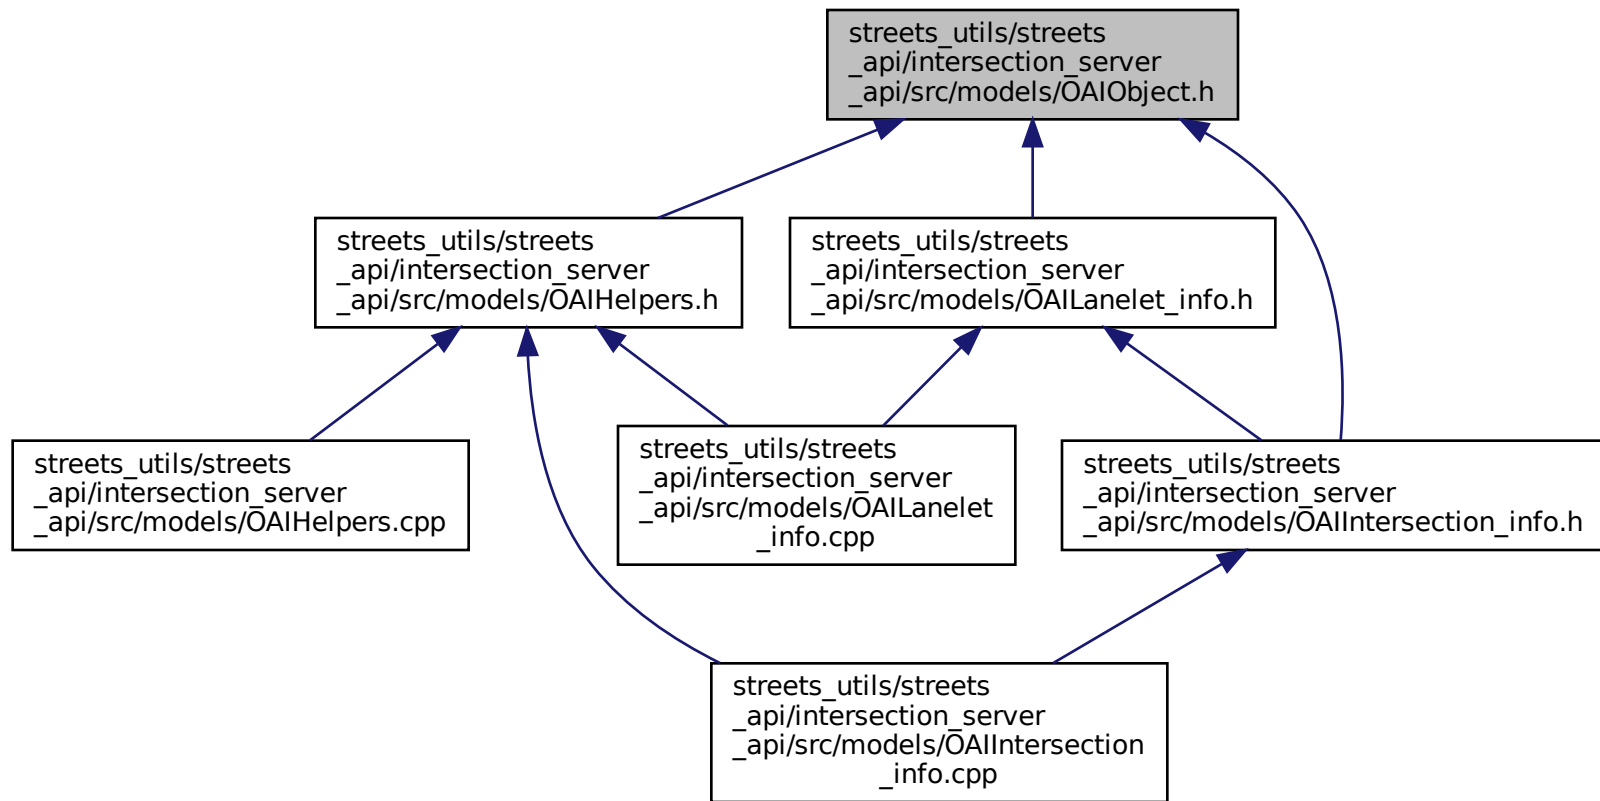 streets_utils/streets
_api/intersection_server
_api/src/models/OAIObject.h
streets_utils/streets
_api/intersection_server
_api/src/models/OAIHelpers.h
streets_utils/streets
_api/intersection_server
_api/src/models/OAILanelet_info.h
streets_utils/streets
_api/intersection_server
_api/src/models/OAIHelpers.cpp
streets_utils/streets
_api/intersection_server
_api/src/models/OAILanelet
_info.cpp
streets_utils/streets
_api/intersection_server
_api/src/models/OAIIntersection_info.h
streets_utils/streets
_api/intersection_server
_api/src/models/OAIIntersection
_info.cpp